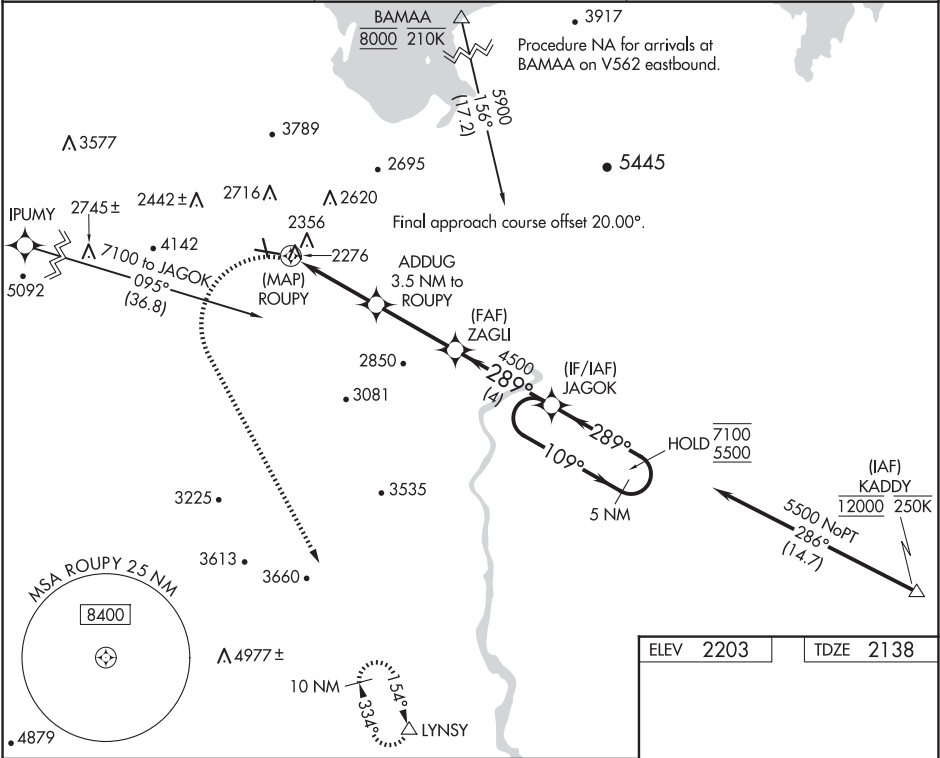 BAMAA
8000 210K
3917
Procedure NA for arrivals at
BAMAA on V562 eastbound.
5900
156°
(17.2)
3577
3789
2695
5445
2442±
2716
2620
IPUMY
2745±
2356
Final approach course offset 20.00°.
7100 to JAGOK
095°
(36.8)
4142
2276
5092
(MAP)
ROUPY
ADDUG
3.5 NM to
ROUPY
(FAF)
ZAGLI
2850
4500
289°
(4)
(IF/IAF)
JAGOK
3081
289°
109°
HOLD 7100
5500
5 NM
(IAF)
KADDY
12000 250K
5500 NoPT
286°
(14.7)
3225
3535
3613
3660
MSA ROUPY 25 NM
8400
4977±
10 NM
154°
334°
LYNSY
4879
ELEV 2203
TDZE 2138